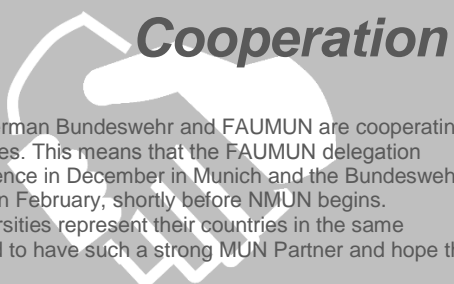 Cooperation
rman Bundeswehr and FAUMUN are cooperatin
es. This means that the FAUMUN delegation
ence in December in Munich and the Bundesweh
n February, shortly before NMUN begins.
rsities represent their countries in the same
d to have such a strong MUN Partner and hope th